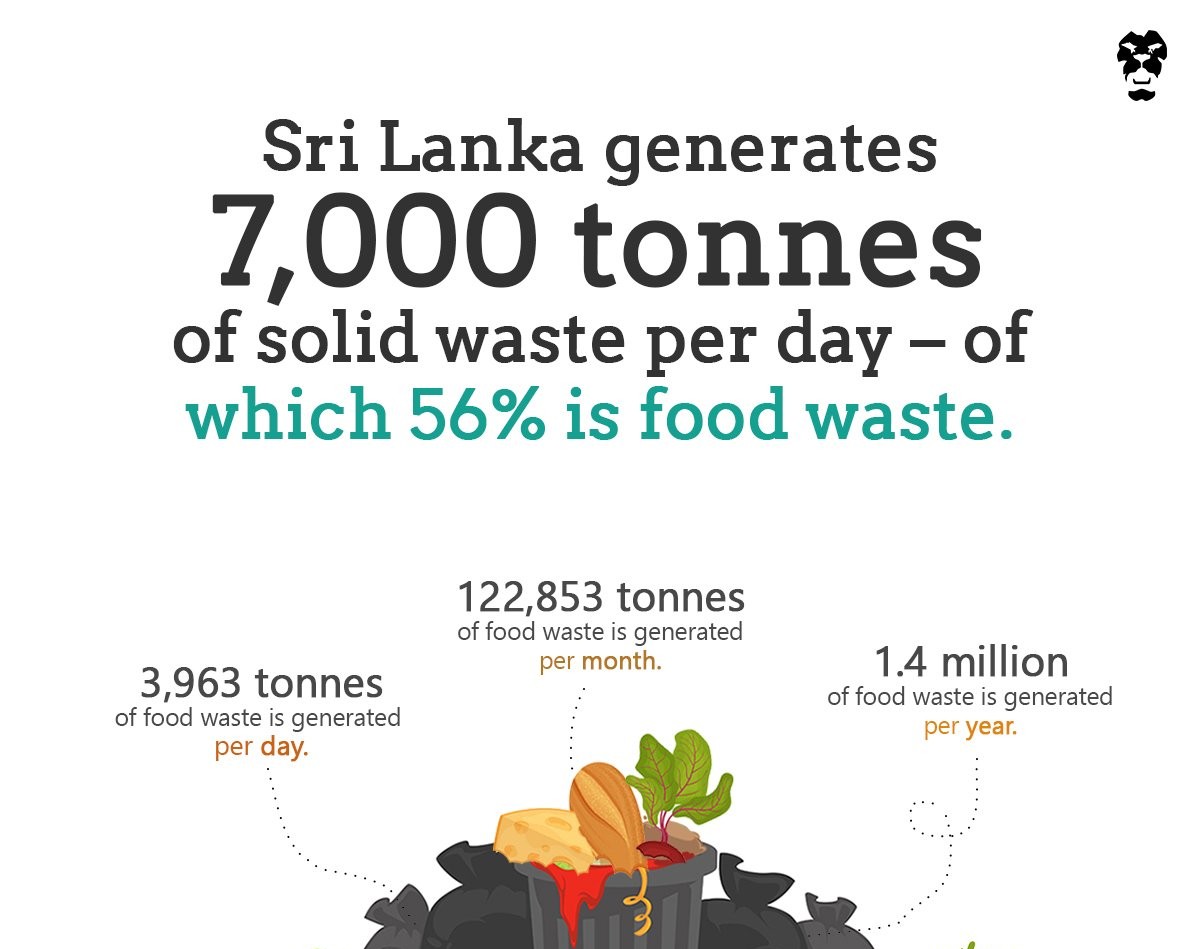 Sri Lanka generates
7,000 tonnes
of solid waste per day – of
which 56% is food waste.
122,853 tonnes
of food waste is generated
per month.
3,963 tonnes
of food waste is generated
per day.
1.4 million
of food waste is generated
per year.